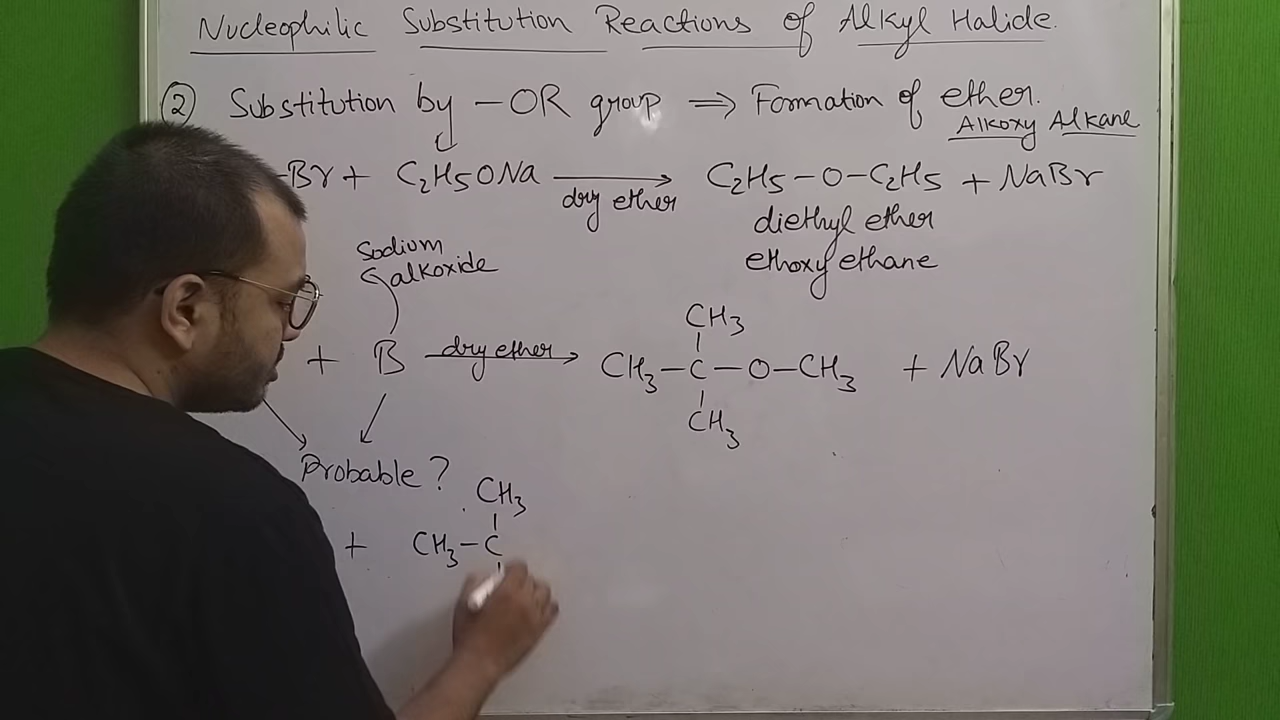 Nucleophilic Substitution Reactions of Alkyl Halide.
② Substitution by –OR group ⇒ Formation of ether.
Alkoxy Alkane
–Br + C2H5ONa dry ether → C2H5–O–C2H5 + NaBr
diethyl ether
ethoxy ethane
Sodium
alkoxide
CH3
+ B dry ether → CH3–C–O–CH3 + NaBr
CH3
Probable ?
CH3
+ CH3–C